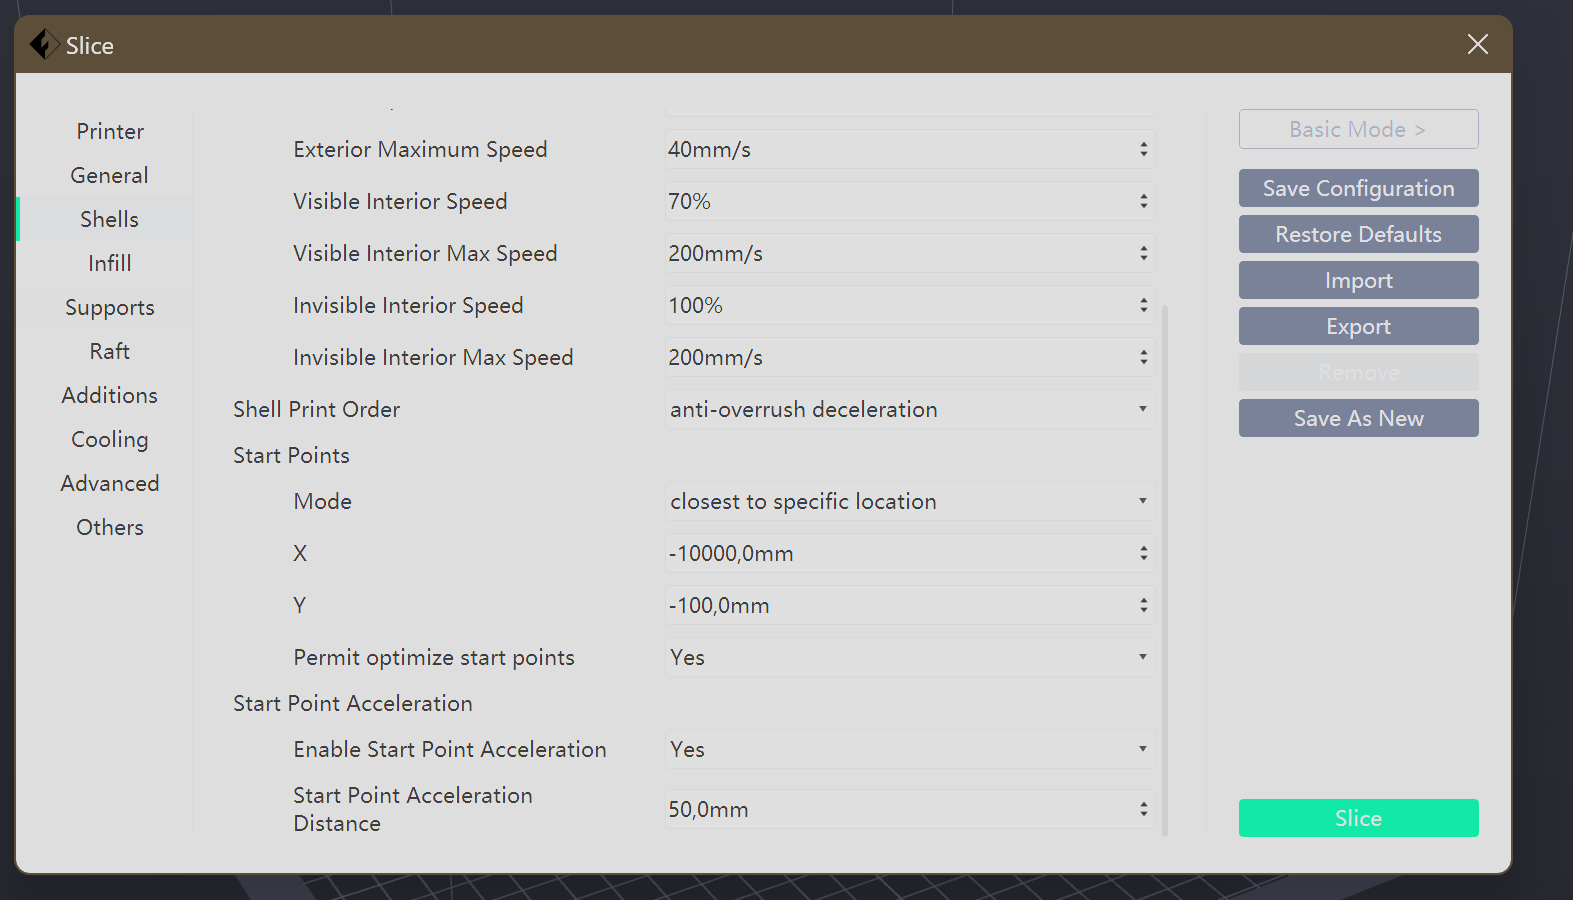 Slice
Printer
General
Shells
Infill
Supports
Raft
Additions
Cooling
Advanced
Others
Exterior Maximum Speed 40mm/s
Visible Interior Speed 70%
Visible Interior Max Speed 200mm/s
Invisible Interior Speed 100%
Invisible Interior Max Speed 200mm/s
Shell Print Order anti-overrush deceleration
Start Points
Mode closest to specific location
X -10000,0mm
Y -100,0mm
Permit optimize start points Yes
Start Point Acceleration
Enable Start Point Acceleration Yes
Start Point Acceleration
Distance 50,0mm
Basic Mode >
Save Configuration
Restore Defaults
Import
Export
Remove
Save As New
Slice